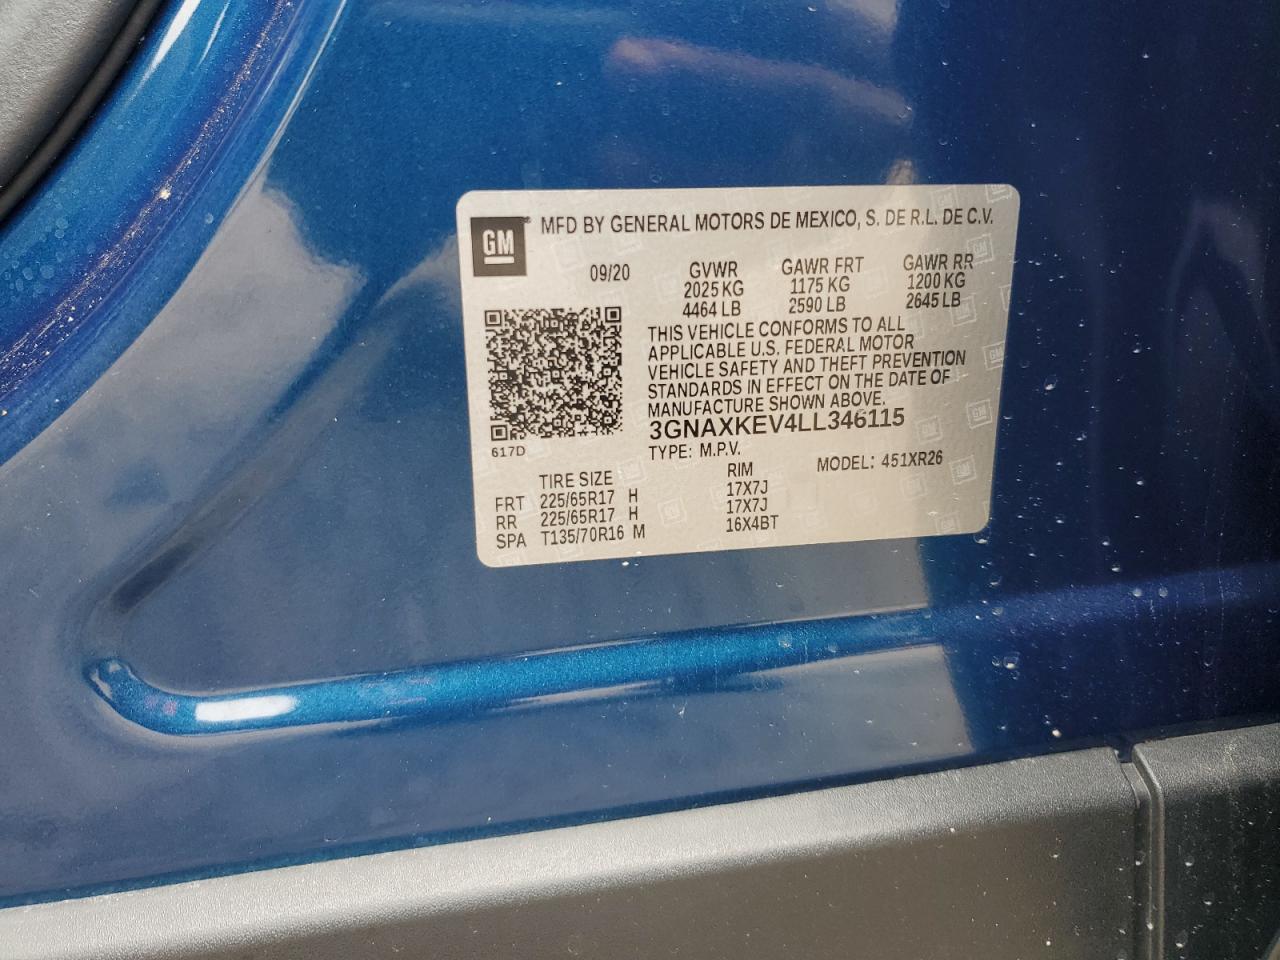 GM MFD BY GENERAL MOTORS DE MEXICO, S. DE R.L. DE C.V.
09/20 GVWR GAWR FRT GAWR RR
2025 KG 1175 KG 1200 KG
4464 LB 2590 LB 2645 LB
THIS VEHICLE CONFORMS TO ALL
APPLICABLE U.S. FEDERAL MOTOR
VEHICLE SAFETY AND THEFT PREVENTION
STANDARDS IN EFFECT ON THE DATE OF
MANUFACTURE SHOWN ABOVE.
3GNAXKEV4LL346115
617D TYPE: M.P.V. MODEL: 451XR26
TIRE SIZE RIM
FRT 225/65R17 H 17X7J
RR 225/65R17 H 17X7J
SPA T135/70R16 M 16X4BT